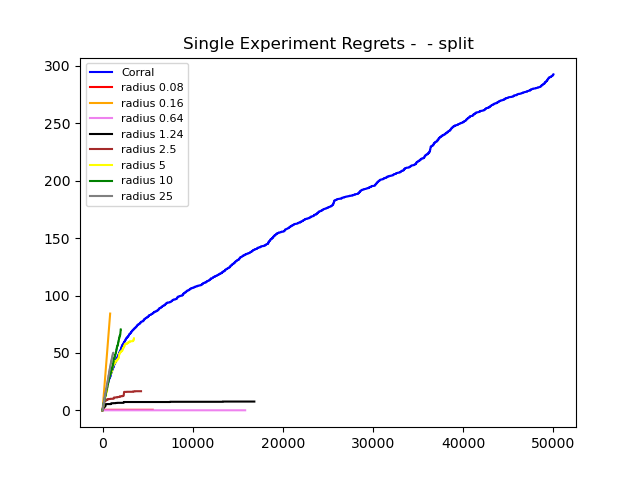 Single Experiment Regrets -  - split
300
250
200
150
100
50
0
Corral
radius 0.08
radius 0.16
radius 0.64
radius 1.24
radius 2.5
radius 5
radius 10
radius 25
0 10000 20000 30000 40000 50000